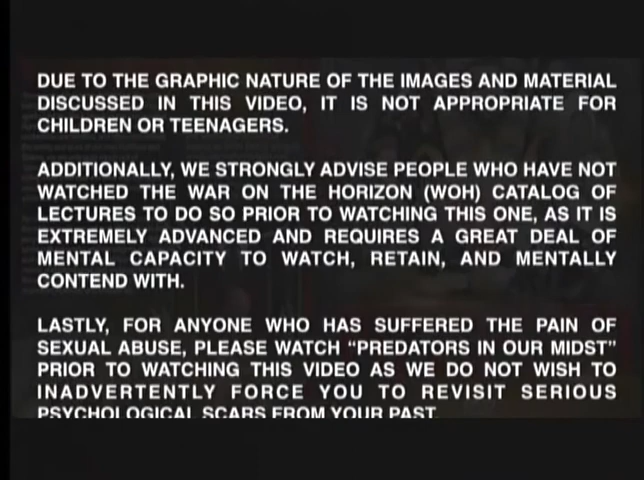 DUE TO THE GRAPHIC NATURE OF THE IMAGES AND MATERIAL
DISCUSSED IN THIS VIDEO, IT IS NOT APPROPRIATE FOR
CHILDREN OR TEENAGERS.
ADDITIONALLY, WE STRONGLY ADVISE PEOPLE WHO HAVE NOT
WATCHED THE WAR ON THE HORIZON (WOH) CATALOG OF
LECTURES TO DO SO PRIOR TO WATCHING THIS ONE, AS IT IS
EXTREMELY ADVANCED AND REQUIRES A GREAT DEAL OF
MENTAL CAPACITY TO WATCH, RETAIN, AND MENTALLY
CONTEND WITH.
LASTLY, FOR ANYONE WHO HAS SUFFERED THE PAIN OF
SEXUAL ABUSE, PLEASE WATCH “PREDATORS IN OUR MIDST”
PRIOR TO WATCHING THIS VIDEO AS WE DO NOT WISH TO
INADVERTENTLY FORCE YOU TO REVISIT SERIOUS
PSYCHOLOGICAL SCARS FROM YOUR PAST.